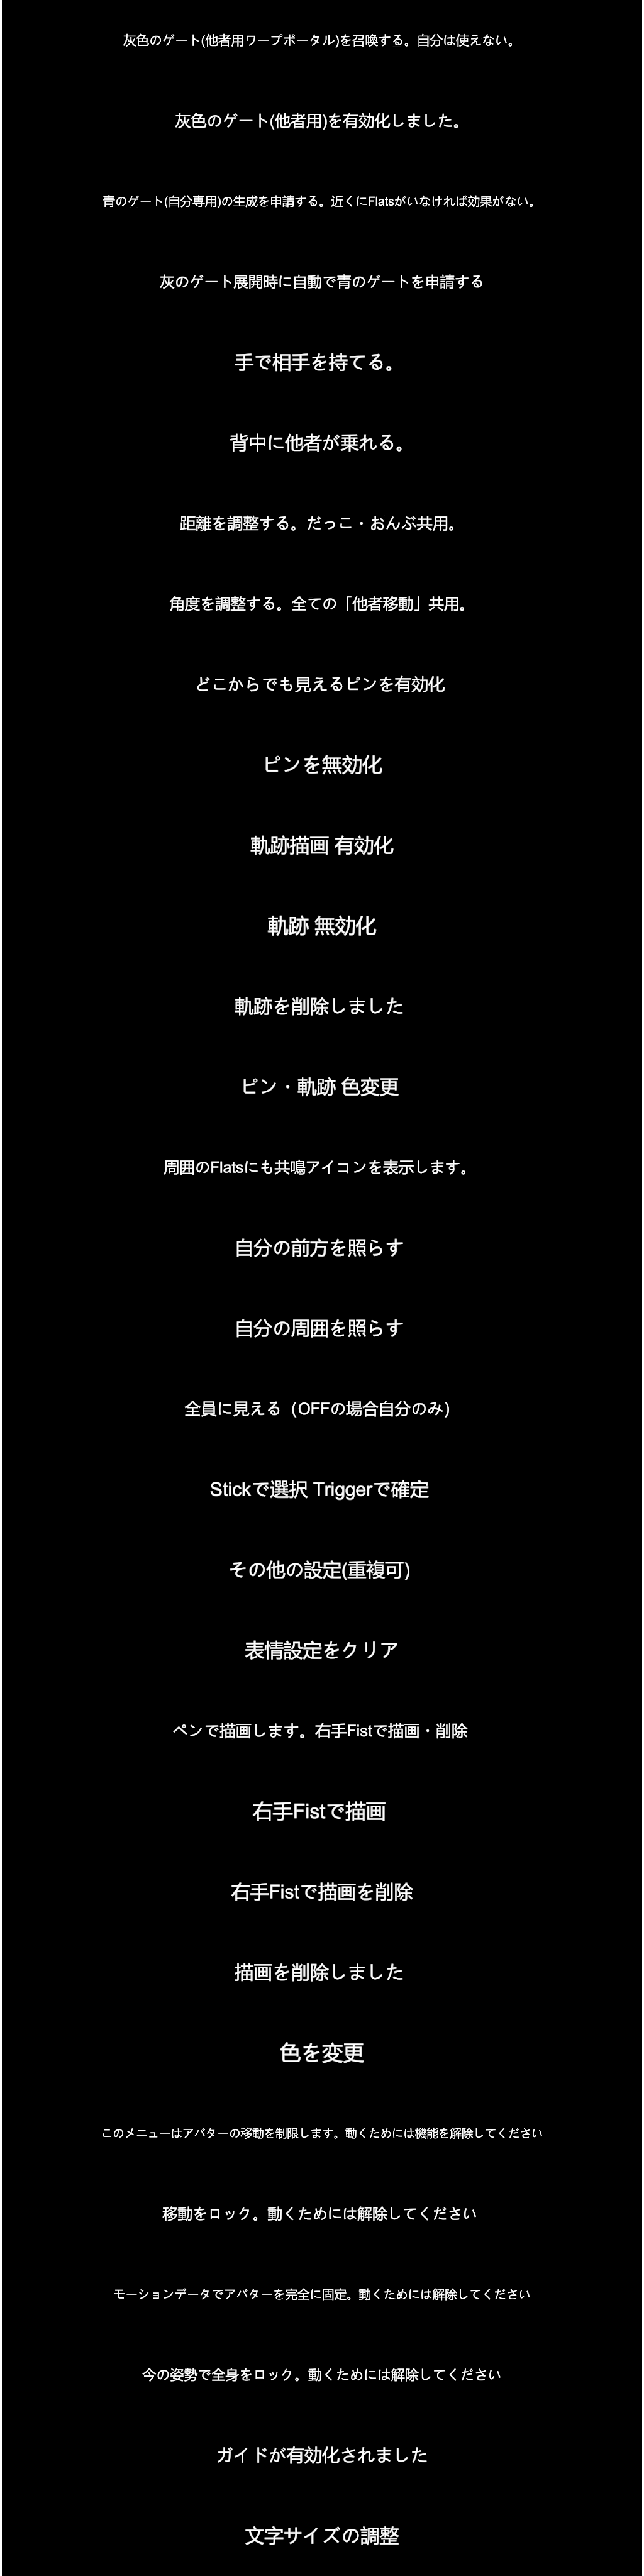 灰色のゲート(他者用ワープポータル)を召喚する。自分は使えない。
灰色のゲート(他者用)を有効化しました。
青のゲート(自分専用)の生成を申請する。近くにFlatsがいなければ効果がない。
灰のゲート展開時に自動で青のゲートを申請する
手で相手を持てる。
背中に他者が乗れる。
距離を調整する。だっこ・おんぶ共用。
角度を調整する。全ての「他者移動」共用。
どこからでも見えるピンを有効化
ピンを無効化
軌跡描画 有効化
軌跡 無効化
軌跡を削除しました
ピン・軌跡 色変更
周囲のFlatsにも共鳴アイコンを表示します。
自分の前方を照らす
自分の周囲を照らす
全員に見える（OFFの場合自分のみ）
Stickで選択 Triggerで確定
その他の設定(重複可)
表情設定をクリア
ペンで描画します。右手Fistで描画・削除
右手Fistで描画
右手Fistで描画を削除
描画を削除しました
色を変更
このメニューはアバターの移動を制限します。動くためには機能を解除してください
移動をロック。動くためには解除してください
モーションデータでアバターを完全に固定。動くためには解除してください
今の姿勢で全身をロック。動くためには解除してください
ガイドが有効化されました
文字サイズの調整